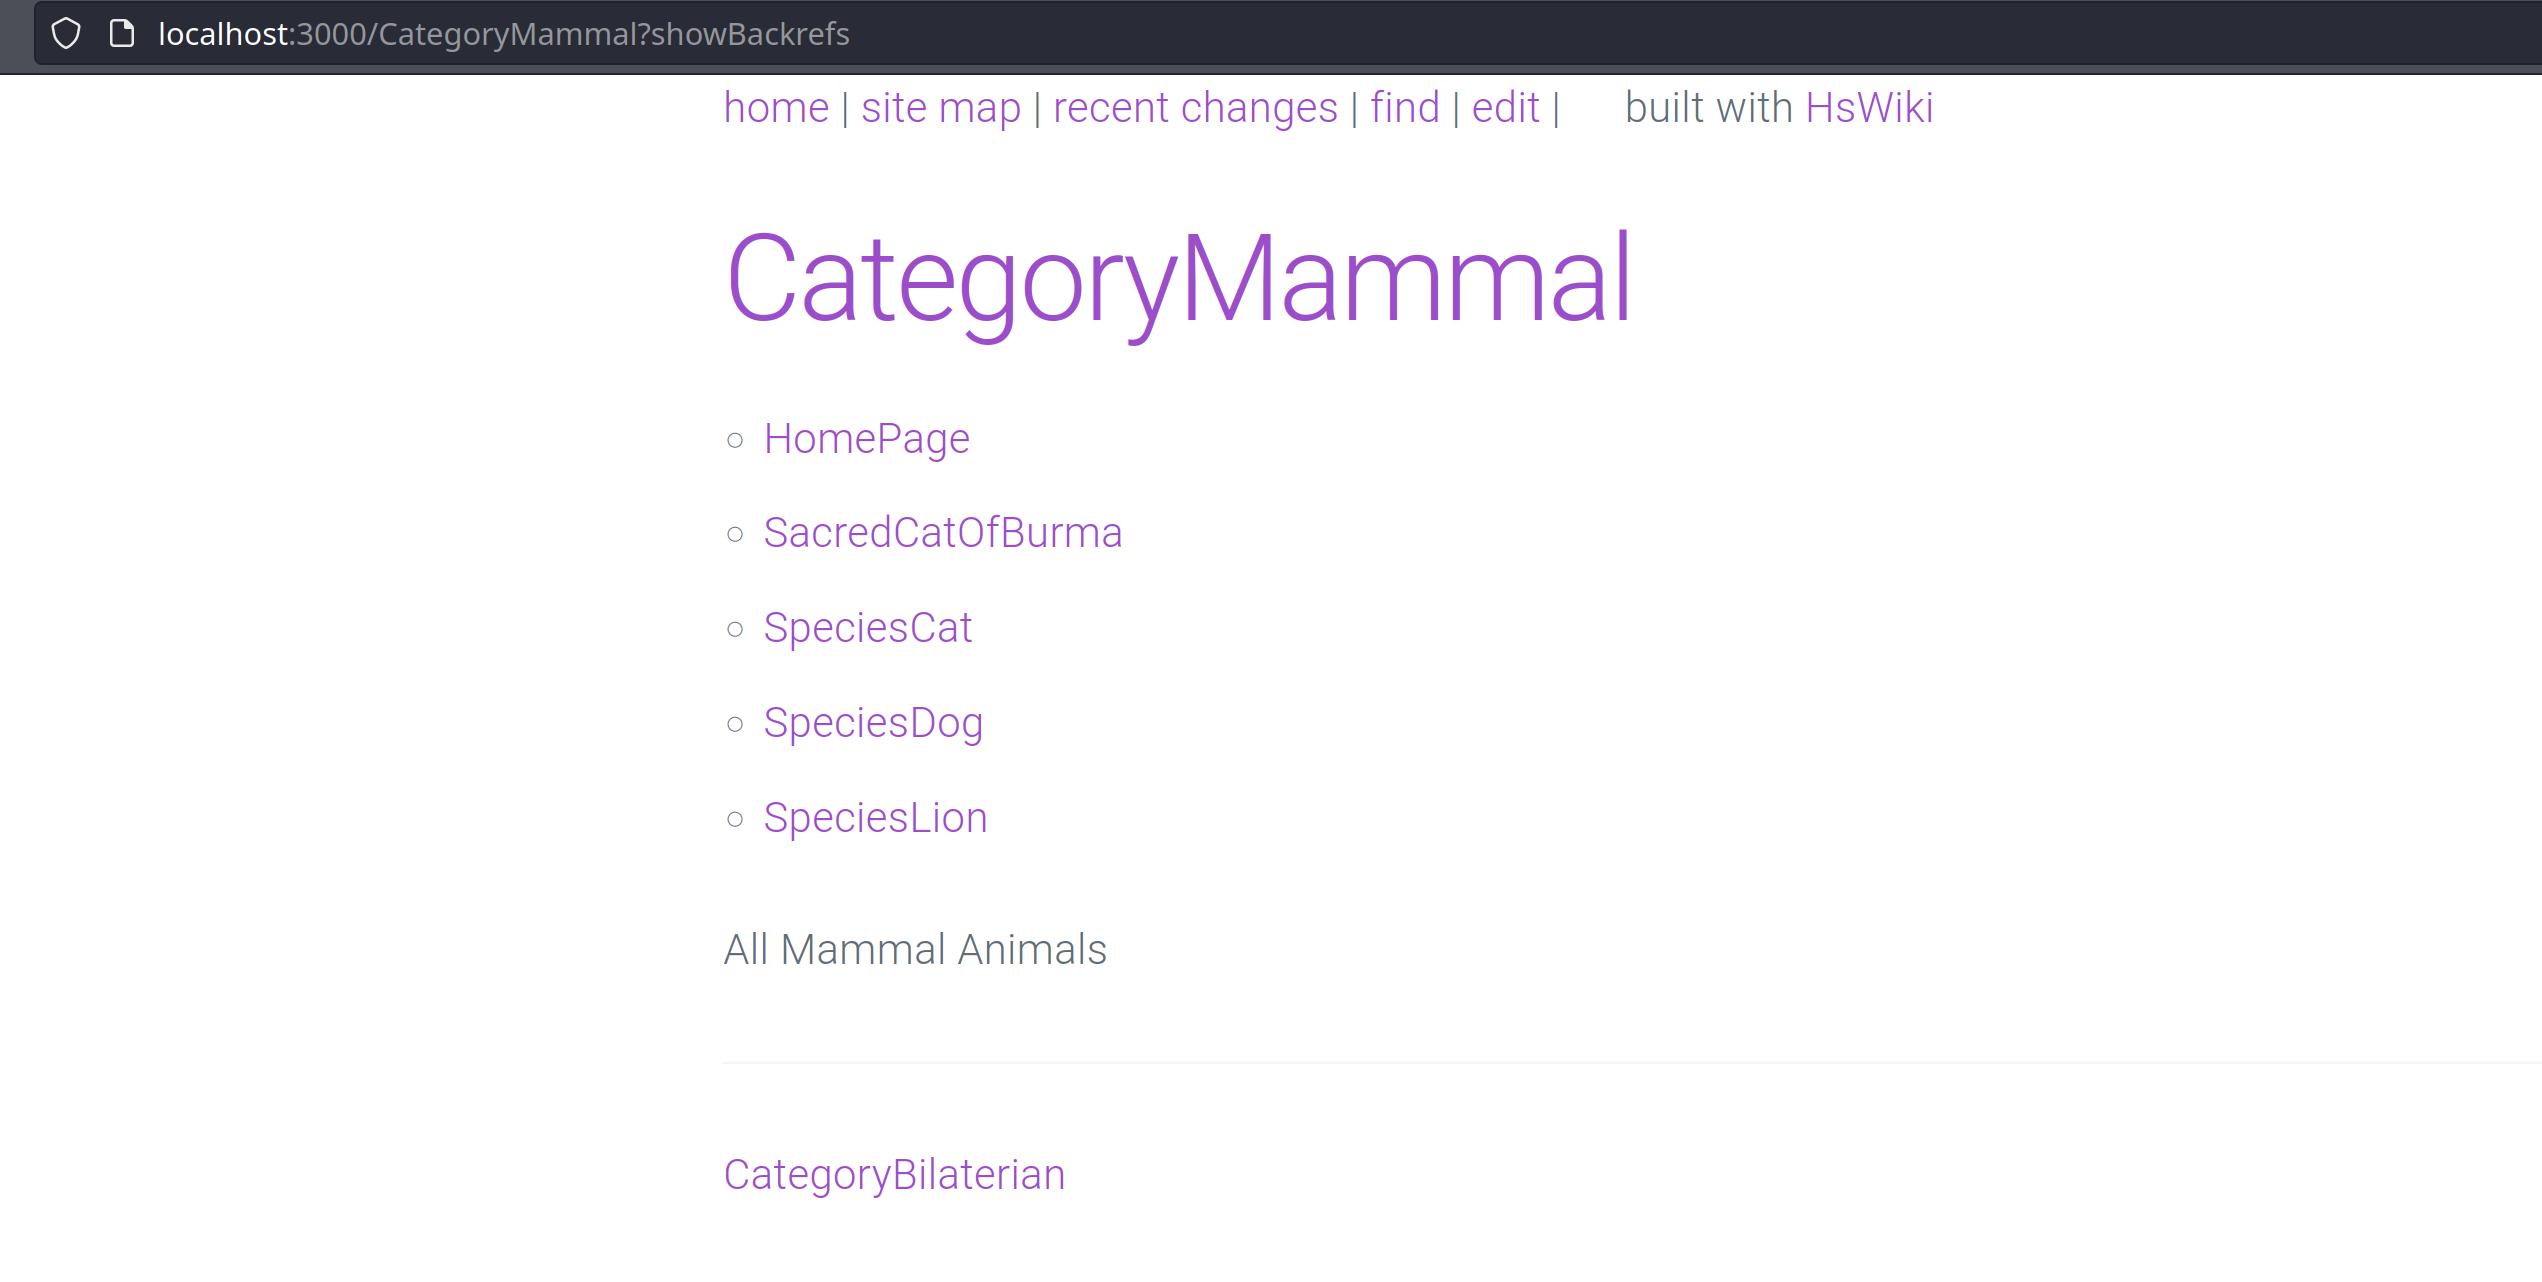 localhost:3000/CategoryMammal?showBackrefs
home | site map | recent changes | find | edit | built with HsWiki
CategoryMammal
HomePage
SacredCatOfBurma
SpeciesCat
SpeciesDog
SpeciesLion
All Mammal Animals
CategoryBilaterian